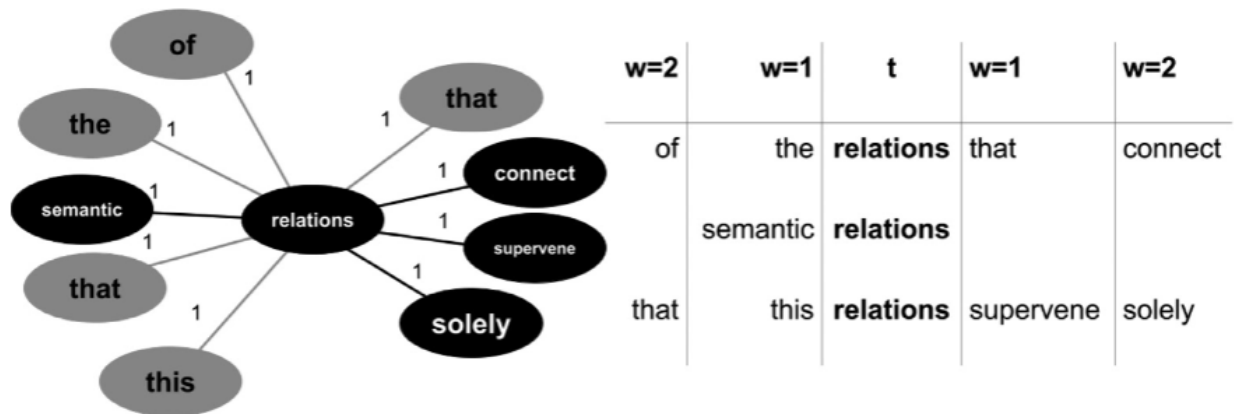 of
1
that
1
the
1
1
connect
semantic
1
relations
1
supervene
1
that
1
solely
1
this
w=2 w=1 t w=1 w=2
of the relations that connect
semantic relations
that this relations supervene solely